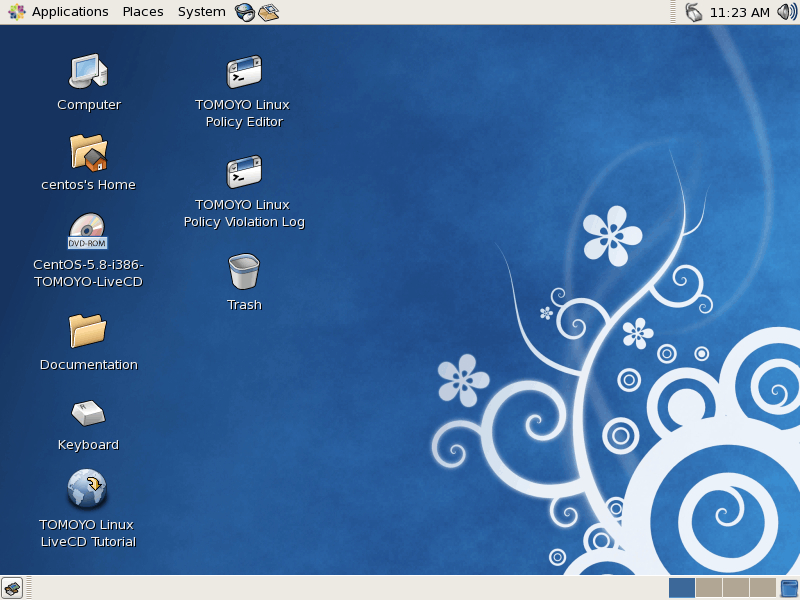 Applications Places System 11:23 AM
Computer
centos's Home
DVD-ROM
CentOS-5.8-i386-
TOMOYO-LiveCD
Documentation
Keyboard
TOMOYO Linux
LiveCD Tutorial
TOMOYO Linux
Policy Editor
TOMOYO Linux
Policy Violation Log
Trash